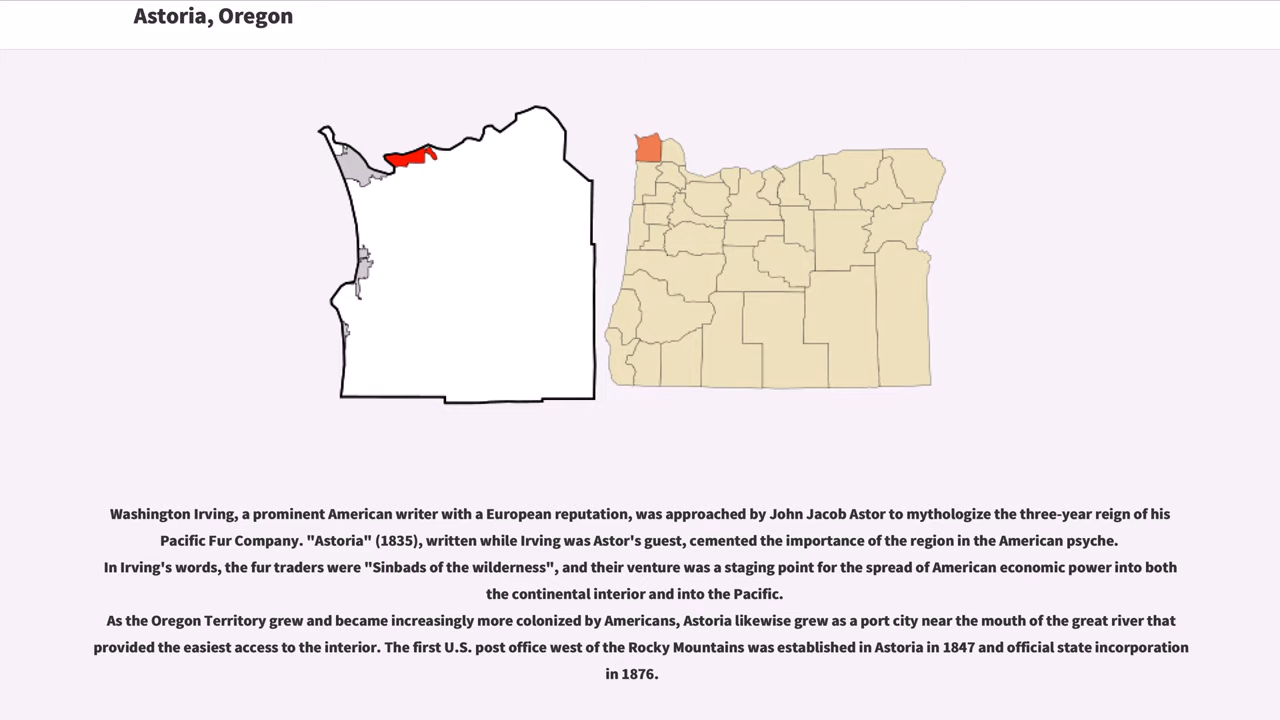 Astoria, Oregon
Washington Irving, a prominent American writer with a European reputation, was approached by John Jacob Astor to mythologize the three-year reign of his
Pacific Fur Company. "Astoria" (1835), written while Irving was Astor's guest, cemented the importance of the region in the American psyche.
In Irving's words, the fur traders were "Sinbads of the wilderness", and their venture was a staging point for the spread of American economic power into both
the continental interior and into the Pacific.
As the Oregon Territory grew and became increasingly more colonized by Americans, Astoria likewise grew as a port city near the mouth of the great river that
provided the easiest access to the interior. The first U.S. post office west of the Rocky Mountains was established in Astoria in 1847 and official state incorporation
in 1876.